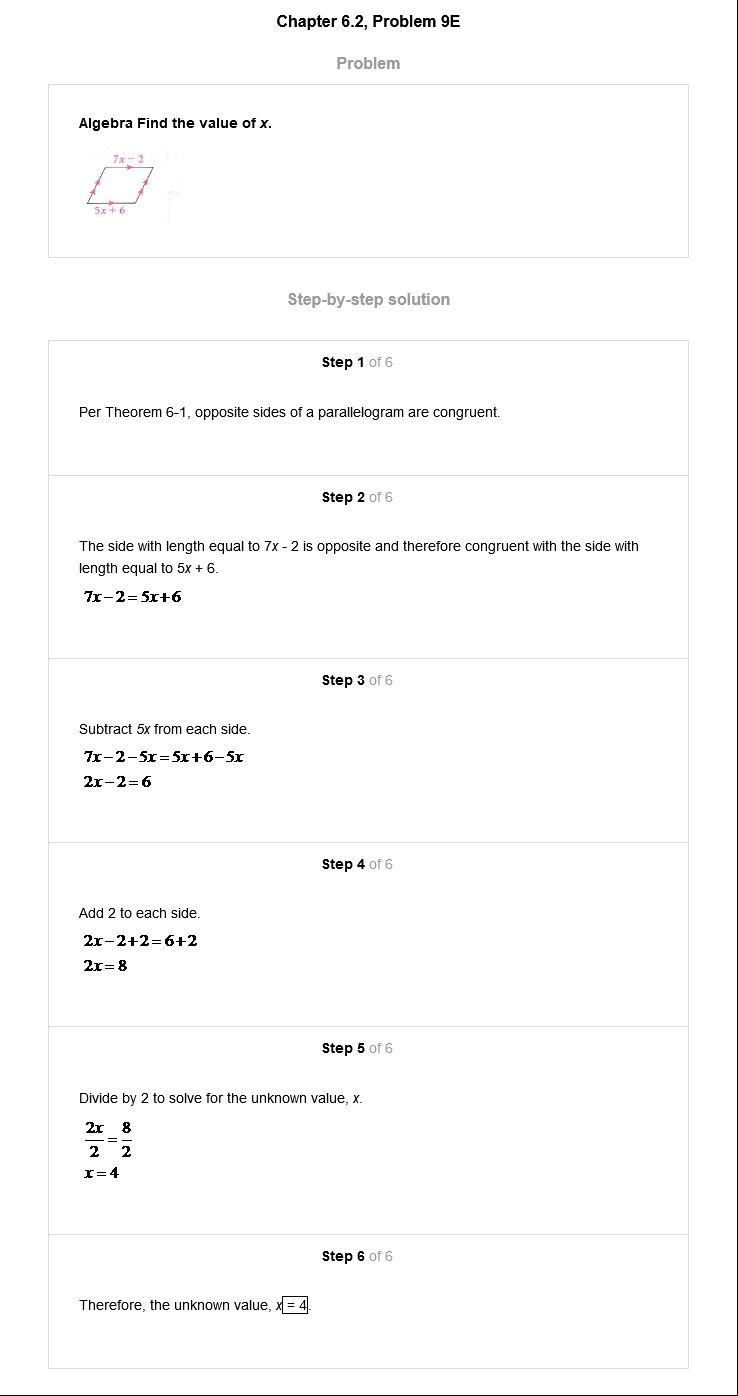 Chapter 6.2, Problem 9E
Problem
Algebra Find the value of x.
7x − 2
5x + 6
Step-by-step solution
Step 1 of 6
Per Theorem 6-1, opposite sides of a parallelogram are congruent.
Step 2 of 6
The side with length equal to 7x - 2 is opposite and therefore congruent with the side with
length equal to 5x + 6.
7x−2=5x+6
Step 3 of 6
Subtract 5x from each side.
7x−2−5x=5x+6−5x
2x−2=6
Step 4 of 6
Add 2 to each side.
2x−2+2=6+2
2x=8
Step 5 of 6
Divide by 2 to solve for the unknown value, x.
2x/2=8/2
x=4
Step 6 of 6
Therefore, the unknown value, x = 4.